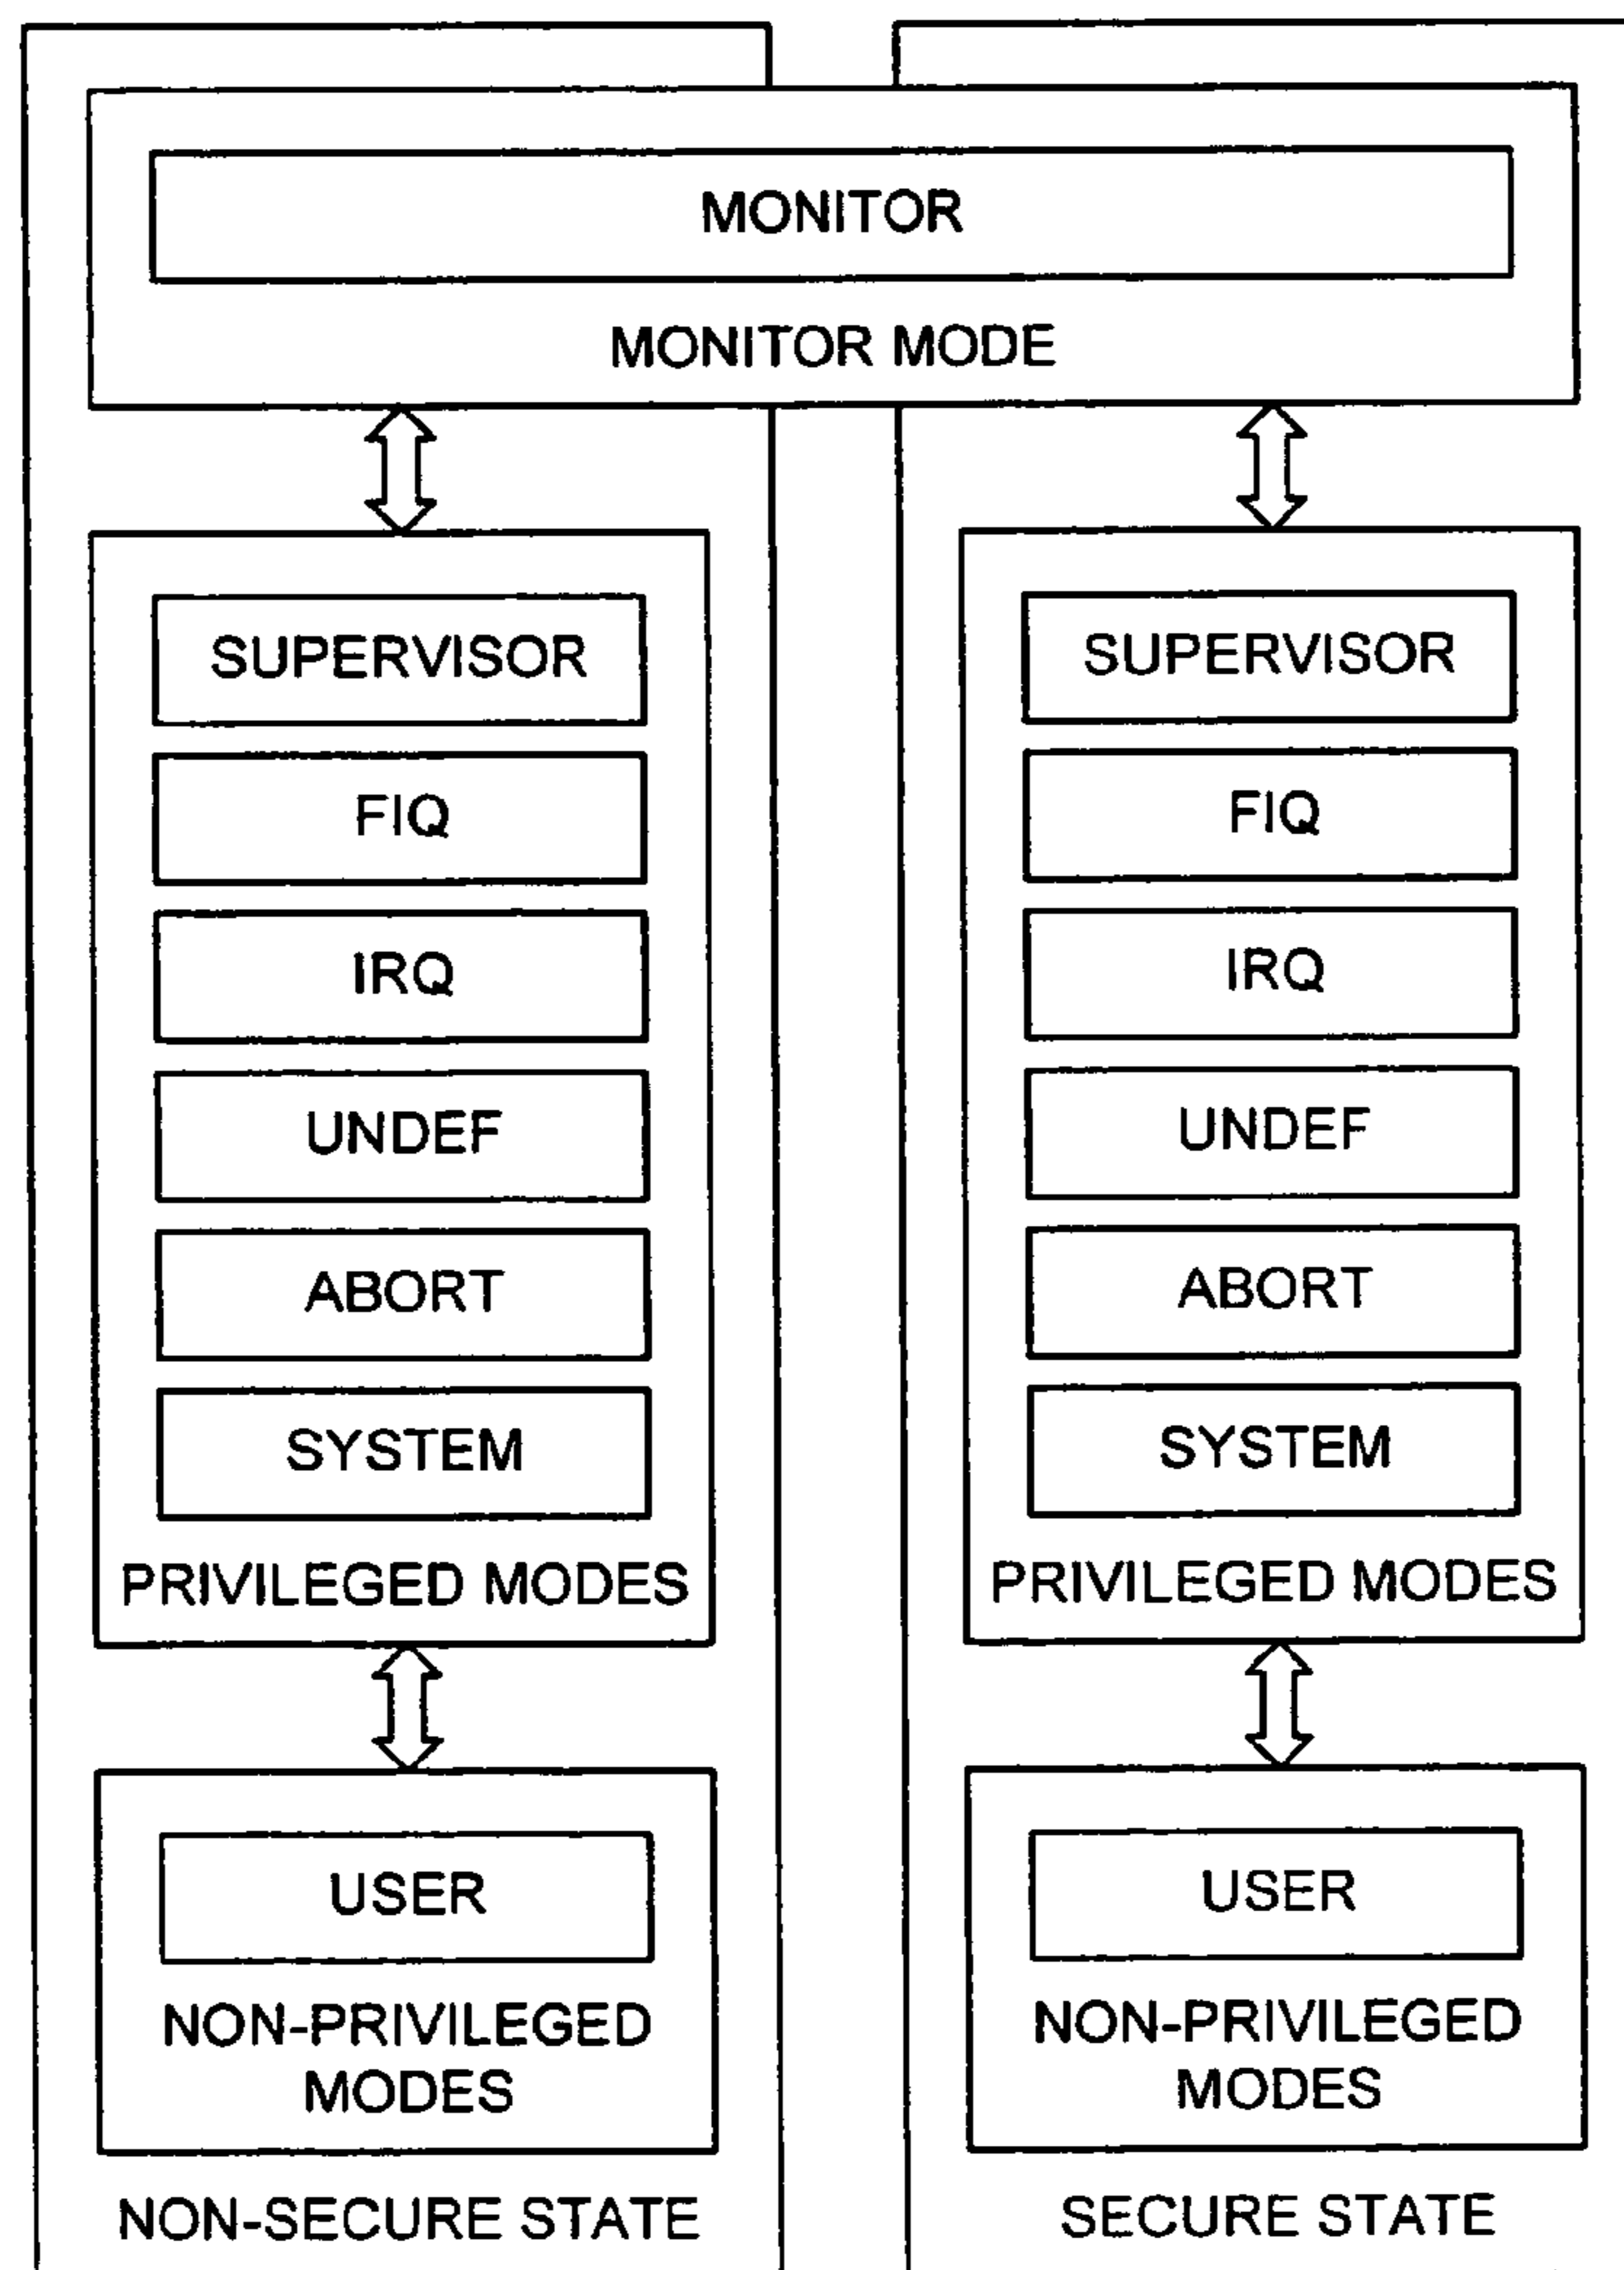 MONITOR
MONITOR MODE
SUPERVISOR
FIQ
IRQ
UNDEF
ABORT
SYSTEM
PRIVILEGED MODES
USER
NON-PRIVILEGED
MODES
NON-SECURE STATE
SUPERVISOR
FIQ
IRQ
UNDEF
ABORT
SYSTEM
PRIVILEGED MODES
USER
NON-PRIVILEGED
MODES
SECURE STATE